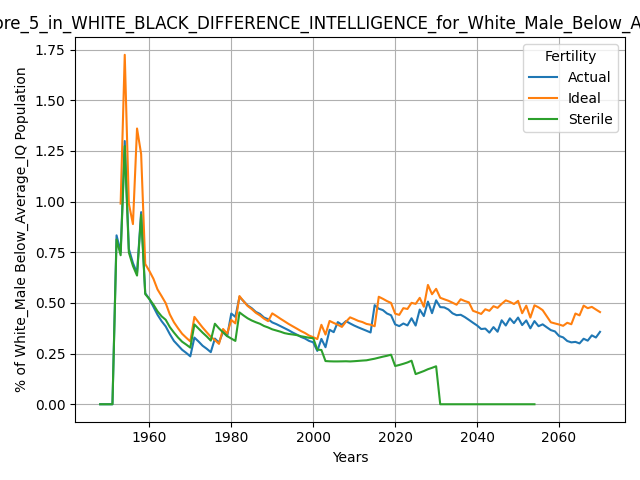 ore_5_in_WHITE_BLACK_DIFFERENCE_INTELLIGENCE_for_White_Male_Below_A
% of White_Male Below_Average_IQ Population
1.75
1.50
1.25
1.00
0.75
0.50
0.25
0.00
Fertility
Actual
Ideal
Sterile
1960
1980
2000
2020
2040
2060
Years